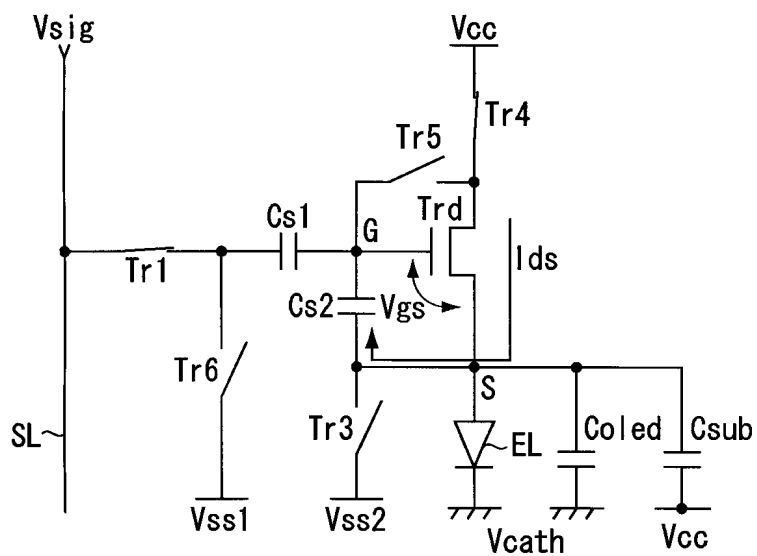 Vsig
Vcc
Tr4
Tr5
Trd
Cs1
G
Ids
Tr1
Cs2
Vgs
Tr6
S
SL
Tr3
EL
Coled
Csub
Vss1
Vss2
Vcath
Vcc